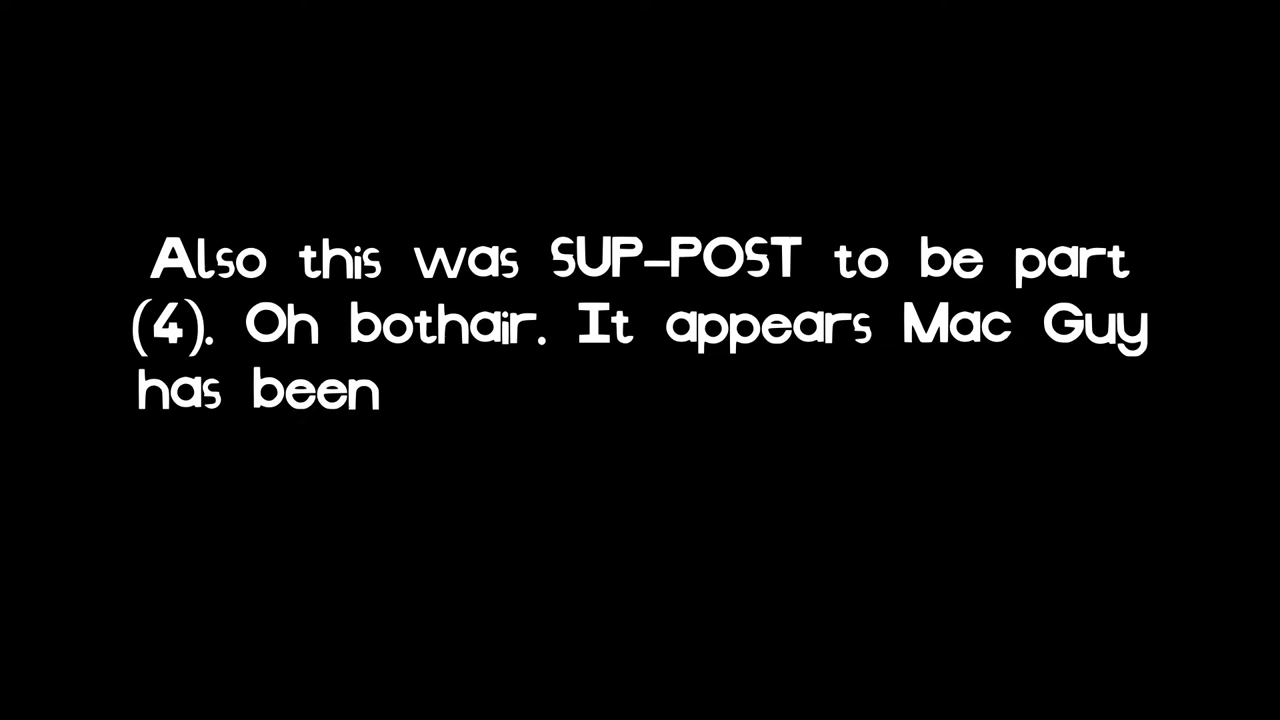 Also this was SUP-POST to be part
(4). Oh bothair. It appears Mac Guy
has been